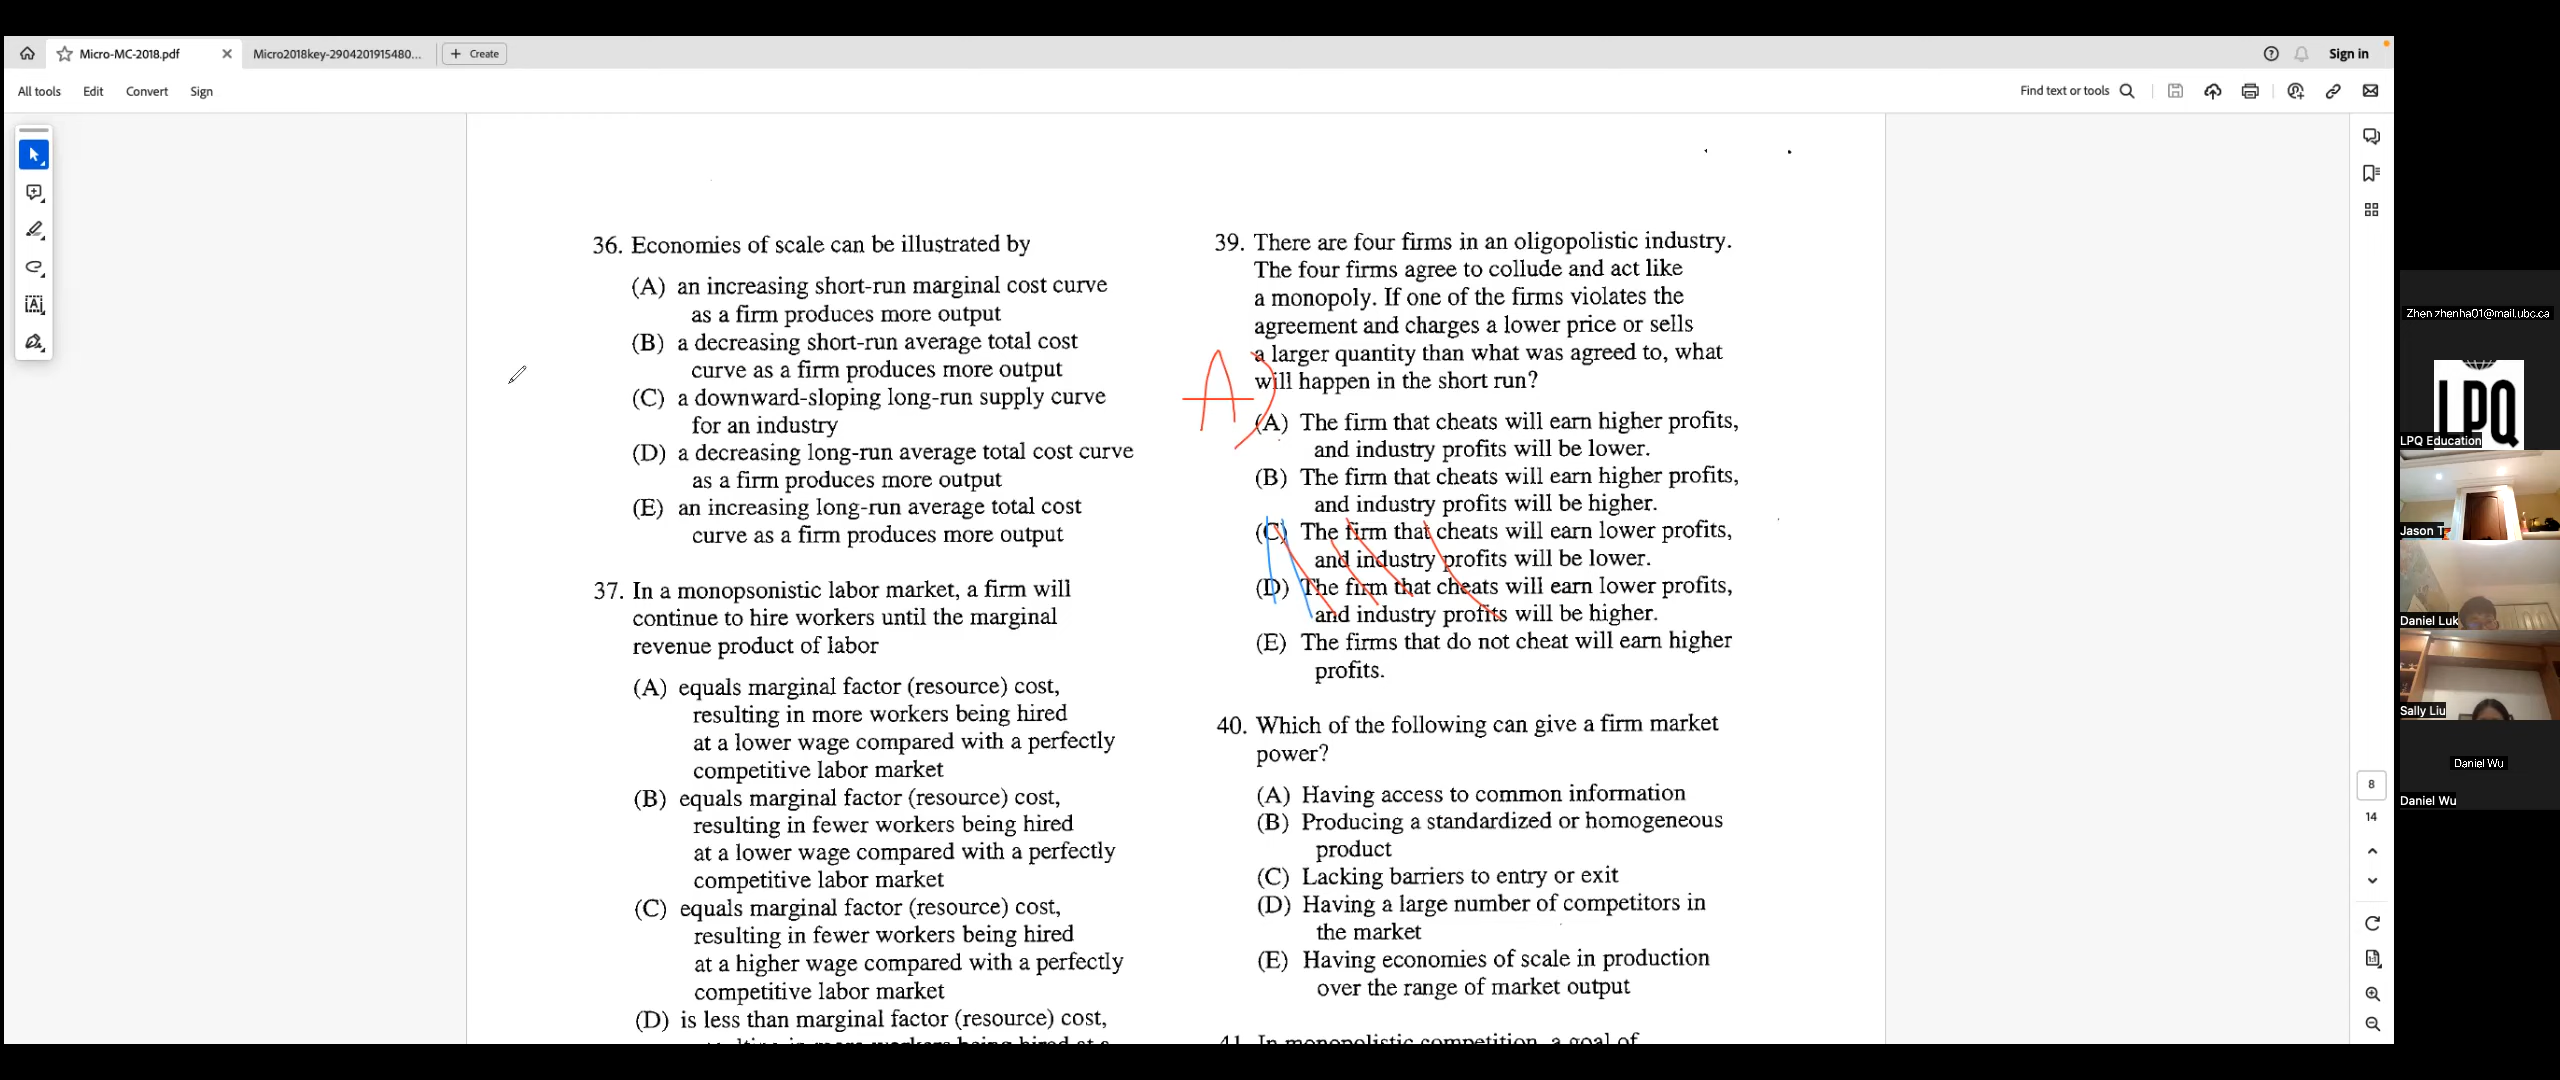 Micro-MC-2018.pdf
Micro2018key-2904201915480...
Create
Sign in
All tools
Edit
Convert
Sign
Find text or tools
36. Economies of scale can be illustrated by
(A) an increasing short-run marginal cost curve
as a firm produces more output
(B) a decreasing short-run average total cost
curve as a firm produces more output
(C) a downward-sloping long-run supply curve
for an industry
(D) a decreasing long-run average total cost curve
as a firm produces more output
(E) an increasing long-run average total cost
curve as a firm produces more output
37. In a monopsonistic labor market, a firm will
continue to hire workers until the marginal
revenue product of labor
(A) equals marginal factor (resource) cost,
resulting in more workers being hired
at a lower wage compared with a perfectly
competitive labor market
(B) equals marginal factor (resource) cost,
resulting in fewer workers being hired
at a lower wage compared with a perfectly
competitive labor market
(C) equals marginal factor (resource) cost,
resulting in fewer workers being hired
at a higher wage compared with a perfectly
competitive labor market
(D) is less than marginal factor (resource) cost,
39. There are four firms in an oligopolistic industry.
The four firms agree to collude and act like
a monopoly. If one of the firms violates the
agreement and charges a lower price or sells
a larger quantity than what was agreed to, what
will happen in the short run?
A)
(A) The firm that cheats will earn higher profits,
and industry profits will be lower.
(B) The firm that cheats will earn higher profits,
and industry profits will be higher.
(C) The firm that cheats will earn lower profits,
and industry profits will be lower.
(D) The firm that cheats will earn lower profits,
and industry profits will be higher.
(E) The firms that do not cheat will earn higher
profits.
40. Which of the following can give a firm market
power?
(A) Having access to common information
(B) Producing a standardized or homogeneous
product
(C) Lacking barriers to entry or exit
(D) Having a large number of competitors in
the market
(E) Having economies of scale in production
over the range of market output
41. In monopolistic competition, a goal of
8
14
Zhen zhenha01@mail.ubc.ca
LPQ
LPQ Education
Jason T
Daniel Luk
Sally Liu
Daniel Wu
Daniel Wu